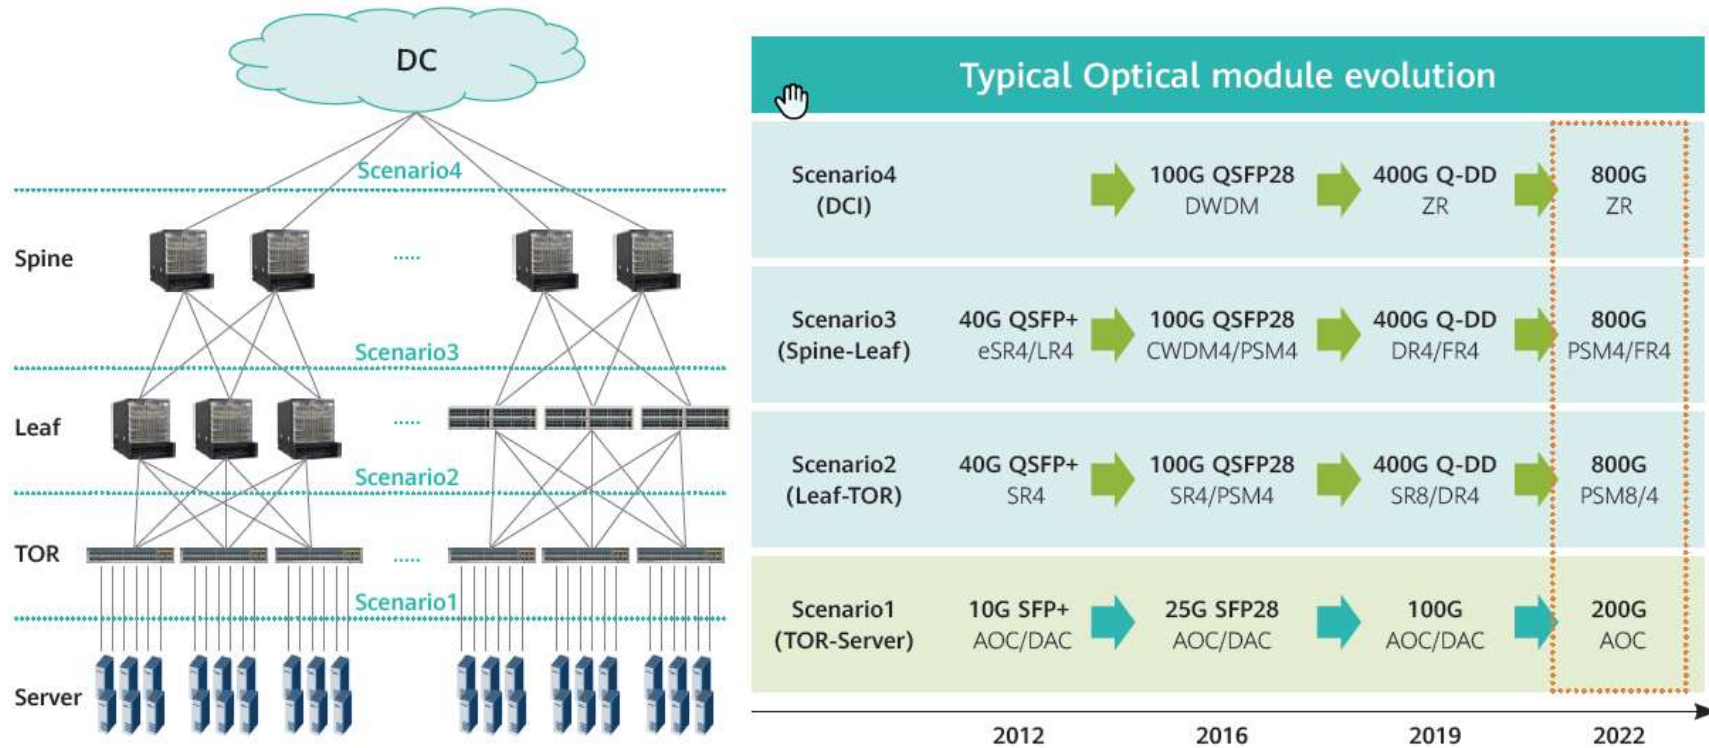 DC
Scenario4
Spine
.....
Scenario3
Leaf
.....
Scenario2
TOR
.....
Scenario1
Server
Typical Optical module evolution
Scenario4
(DCI)
100G QSFP28
DWDM
400G Q-DD
ZR
800G
ZR
Scenario3
(Spine-Leaf)
40G QSFP+
eSR4/LR4
100G QSFP28
CWDM4/PSM4
400G Q-DD
DR4/FR4
800G
PSM4/FR4
Scenario2
(Leaf-TOR)
40G QSFP+
SR4
100G QSFP28
SR4/PSM4
400G Q-DD
SR8/DR4
800G
PSM8/4
Scenario1
(TOR-Server)
10G SFP+
AOC/DAC
25G SFP28
AOC/DAC
100G
AOC/DAC
200G
AOC
2012
2016
2019
2022